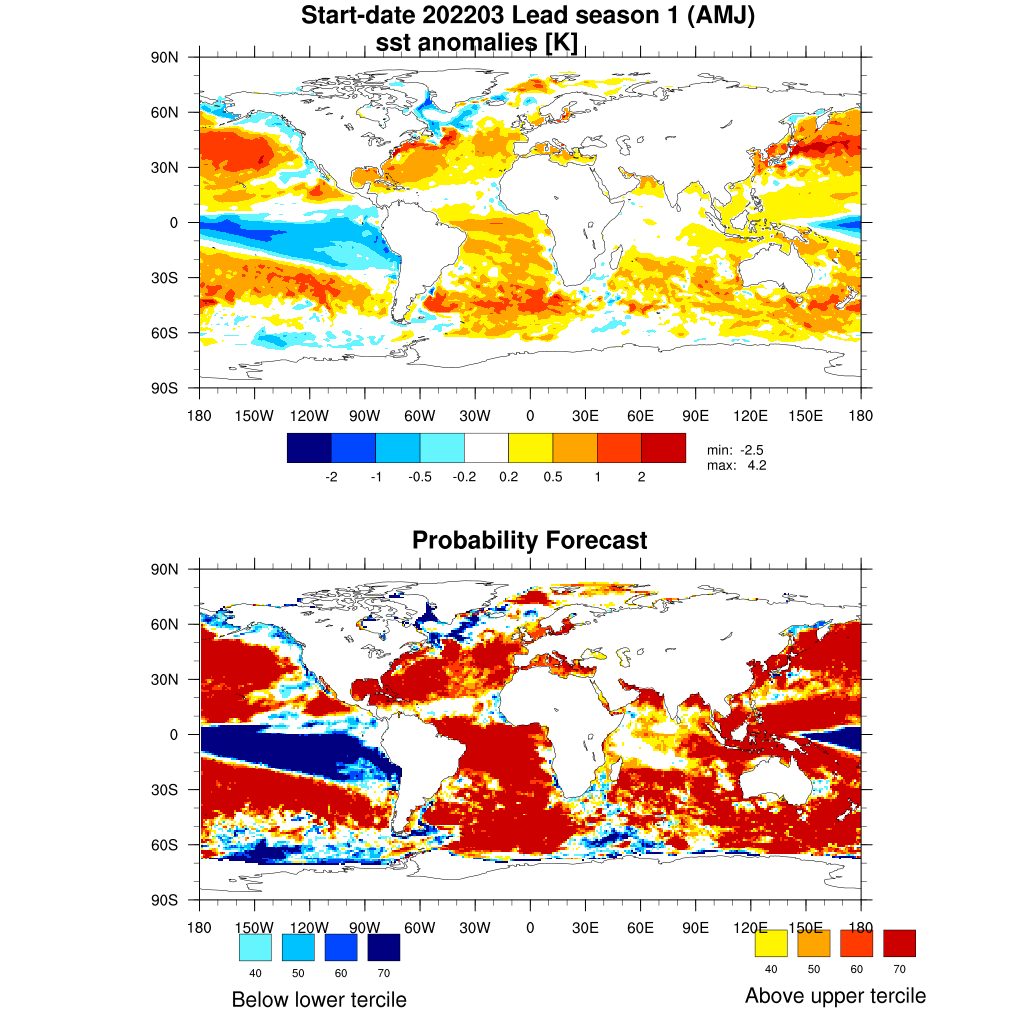 Start-date 202203 Lead season 1 (AMJ)
sst anomalies [K]
90N
60N
30N
0
30S
60S
90S
180 150W 120W 90W 60W 30W 0 30E 60E 90E 120E 150E 180
-2 -1 -0.5 -0.2 0.2 0.5 1 2
min: -2.5
max: 4.2
Probability Forecast
90N
60N
30N
0
30S
60S
90S
180 150W 120W 90W 60W 30W 0 30E 60E 90E 120E 150E 180
40 50 60 70
40 50 60 70
Below lower tercile
Above upper tercile